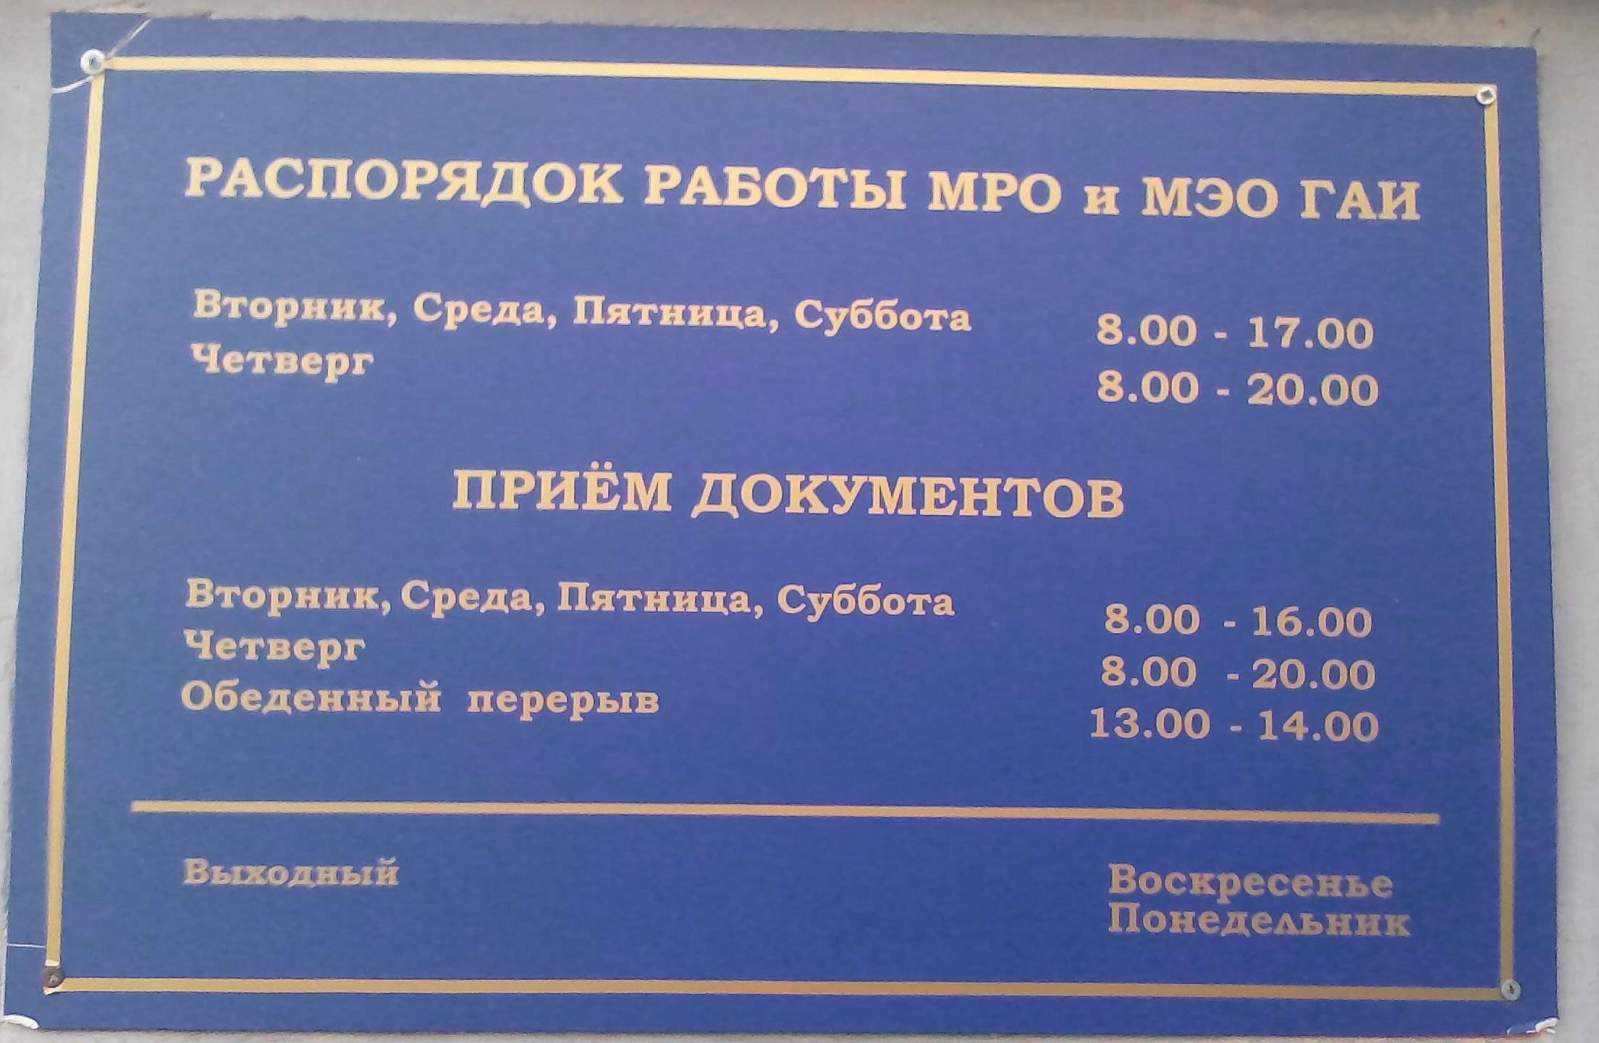 РАСПОРЯДОК РАБОТЫ МРО и МЭО ГАИ
Вторник, Среда, Пятница, Суббота 8.00 - 17.00
Четверг 8.00 - 20.00
ПРИЁМ ДОКУМЕНТОВ
Вторник, Среда, Пятница, Суббота 8.00 - 16.00
Четверг 8.00 - 20.00
Обеденный перерыв 13.00 - 14.00
Выходный Воскресенье
Понедельник